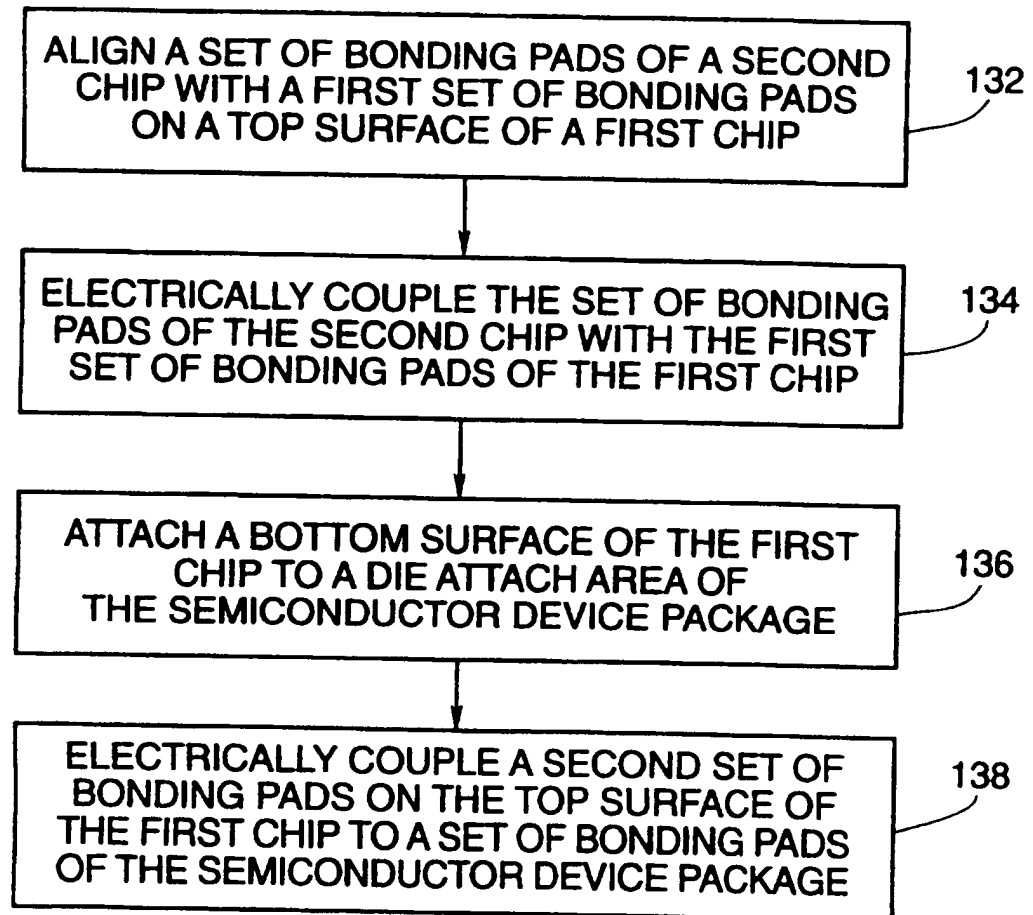 ALIGN A SET OF BONDING PADS OF A SECOND
CHIP WITH A FIRST SET OF BONDING PADS
ON A TOP SURFACE OF A FIRST CHIP
132
ELECTRICALLY COUPLE THE SET OF BONDING
PADS OF THE SECOND CHIP WITH THE FIRST
SET OF BONDING PADS OF THE FIRST CHIP
134
ATTACH A BOTTOM SURFACE OF THE FIRST
CHIP TO A DIE ATTACH AREA OF
THE SEMICONDUCTOR DEVICE PACKAGE
136
ELECTRICALLY COUPLE A SECOND SET OF
BONDING PADS ON THE TOP SURFACE OF
THE FIRST CHIP TO A SET OF BONDING PADS
OF THE SEMICONDUCTOR DEVICE PACKAGE
138